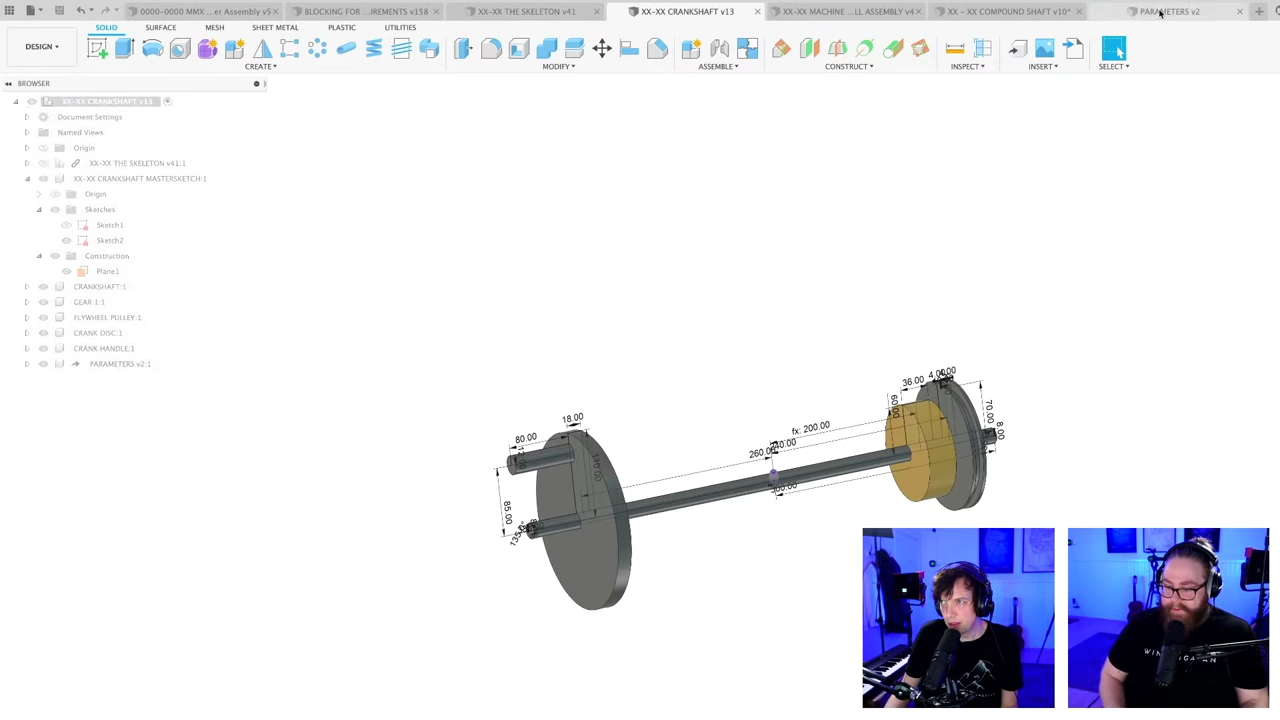 0000-0000 MMX ... er Assembly v5
BLOCKING FOR ...IREMENTS v158
XX-XX THE SKELETON v41
XX-XX CRANKSHAFT v13
XX-XX MACHINE ...LL ASSEMBLY v4
XX - XX COMPOUND SHAFT v10*
PARAMETERS v2
SOLID
SURFACE
MESH
SHEET METAL
PLASTIC
UTILITIES
DESIGN
CREATE
MODIFY
ASSEMBLE
CONSTRUCT
INSPECT
INSERT
SELECT
BROWSER
XX-XX CRANKSHAFT v13
Document Settings
Named Views
Origin
XX-XX THE SKELETON v41:1
XX-XX CRANKSHAFT MASTERSKETCH:1
Origin
Sketches
Sketch1
Sketch2
Construction
Plane1
CRANKSHAFT:1
GEAR 1:1
FLYWHEEL PULLEY:1
CRANK DISC:1
CRANK HANDLE:1
PARAMETERS v2:1
18.00
80.00
85.00
36.00
60.00
70.00
8.00
fx: 200.00